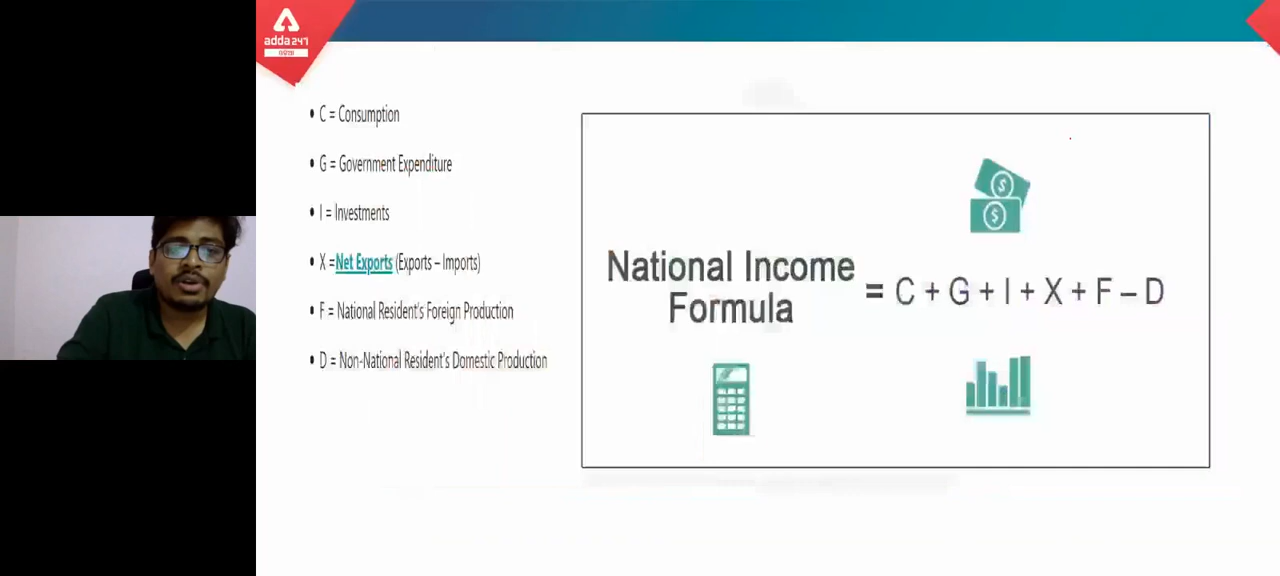 adda247
• C = Consumption
• G = Government Expenditure
• I = Investments
• X = Net Exports (Exports – Imports)
• F = National Resident's Foreign Production
• D = Non-National Resident's Domestic Production
National Income
Formula
= C + G + I + X + F – D